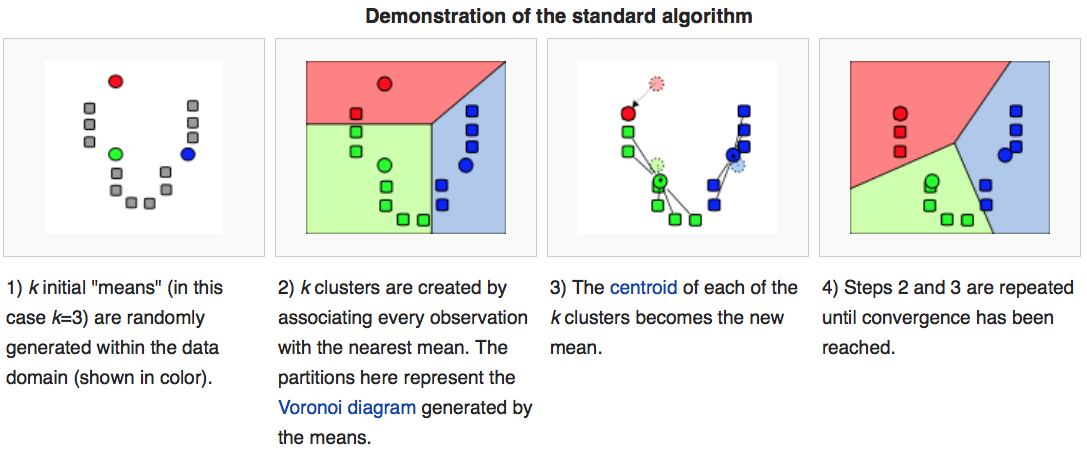 Demonstration of the standard algorithm
1) k initial "means" (in this
case k=3) are randomly
generated within the data
domain (shown in color).
2) k clusters are created by
associating every observation
with the nearest mean. The
partitions here represent the
Voronoi diagram generated by
the means.
3) The centroid of each of the
k clusters becomes the new
mean.
4) Steps 2 and 3 are repeated
until convergence has been
reached.